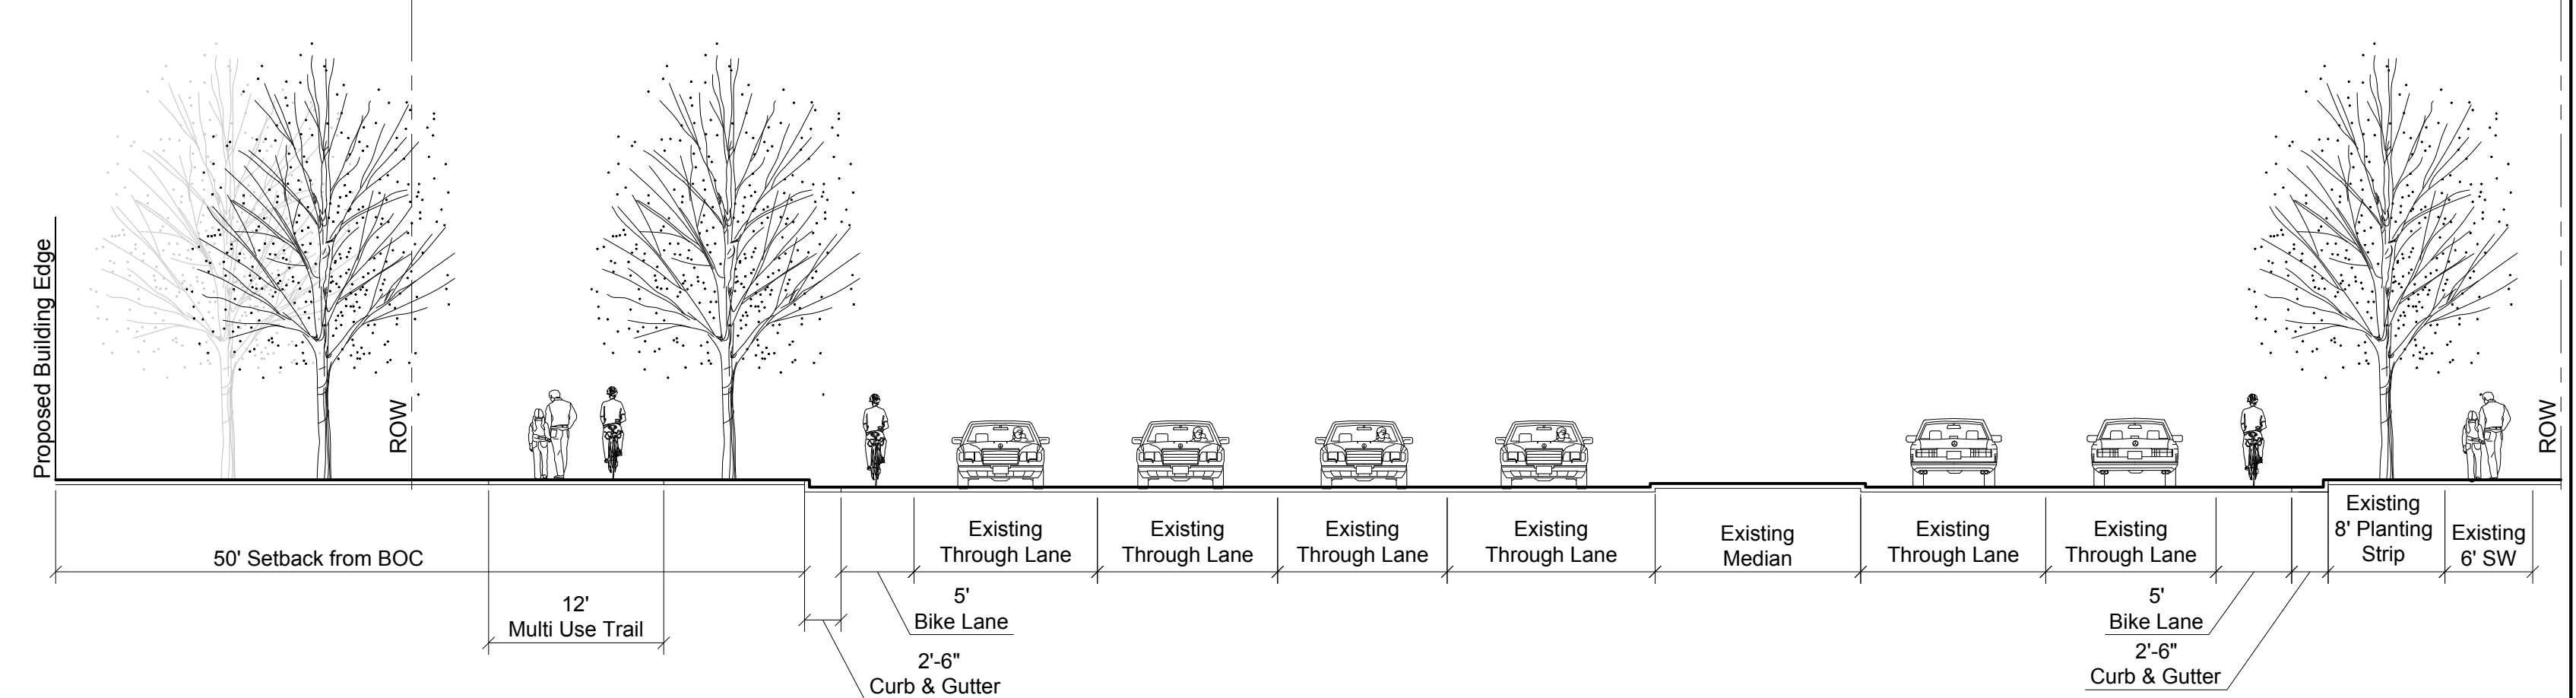 Proposed Building Edge
ROW
ROW
50' Setback from BOC
12'
Multi Use Trail
2'-6"
Curb & Gutter
5'
Bike Lane
Existing
Through Lane
Existing
Through Lane
Existing
Through Lane
Existing
Through Lane
Existing
Median
Existing
Through Lane
Existing
Through Lane
5'
Bike Lane
2'-6"
Curb & Gutter
Existing
8' Planting
Strip
Existing
6' SW